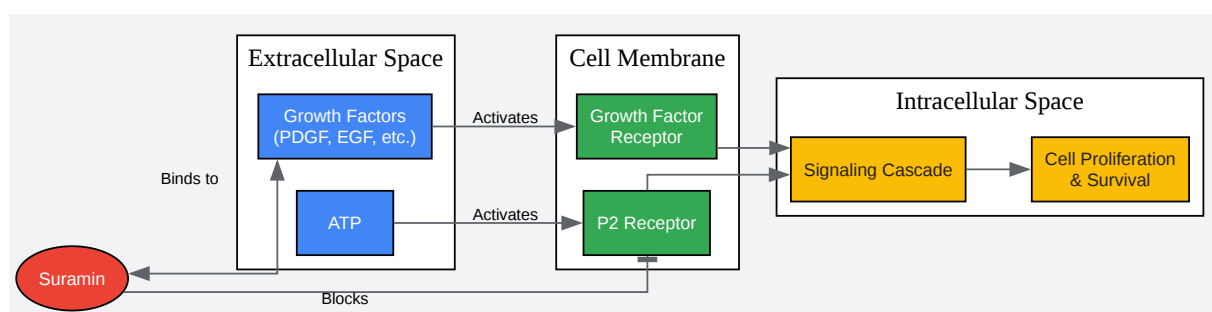 Extracellular Space
Growth Factors
(PDGF, EGF, etc.)
ATP
Activates
Activates
Cell Membrane
Growth Factor
Receptor
P2 Receptor
Intracellular Space
Signaling Cascade
Cell Proliferation
& Survival
Binds to
Suramin
Blocks